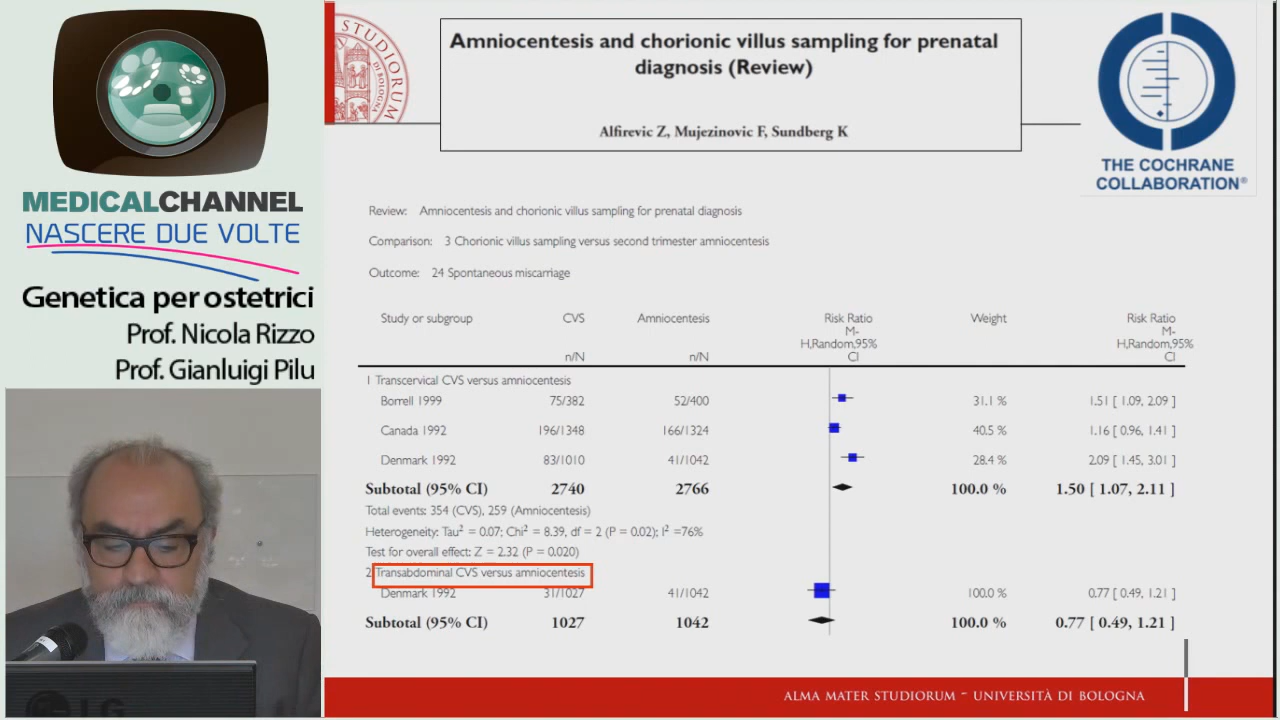 MEDICALCHANNEL
NASCERE DUE VOLTE
Genetica per ostetrici
Prof. Nicola Rizzo
Prof. Gianluigi Pilu
LG
STUDIORUM
DI BOLOGNA
Amniocentesis and chorionic villus sampling for prenatal
diagnosis (Review)
Alfirevic Z, Mujezinovic F, Sundberg K
THE COCHRANE
COLLABORATION®
Review: Amniocentesis and chorionic villus sampling for prenatal diagnosis
Comparison: 3 Chorionic villus sampling versus second trimester amniocentesis
Outcome: 24 Spontaneous miscarriage
Study or subgroup CVS Amniocentesis Risk Ratio Weight Risk Ratio
M- M-
H,Random,95% H,Random,95%
n/N n/N CI CI
1 Transcervical CVS versus amniocentesis
Borrell 1999 75/382 52/400 31.1 % 1.51 [ 1.09, 2.09 ]
Canada 1992 196/1348 166/1324 40.5 % 1.16 [ 0.96, 1.41 ]
Denmark 1992 83/1010 41/1042 28.4 % 2.09 [ 1.45, 3.01 ]
Subtotal (95% CI) 2740 2766 100.0 % 1.50 [ 1.07, 2.11 ]
Total events: 354 (CVS), 259 (Amniocentesis)
Heterogeneity: Tau² = 0.07; Chi² = 8.39, df = 2 (P = 0.02); I² =76%
Test for overall effect: Z = 2.32 (P = 0.020)
2 Transabdominal CVS versus amniocentesis
Denmark 1992 31/1027 41/1042 100.0 % 0.77 [ 0.49, 1.21 ]
Subtotal (95% CI) 1027 1042 100.0 % 0.77 [ 0.49, 1.21 ]
ALMA MATER STUDIORUM ~ UNIVERSITÀ DI BOLOGNA